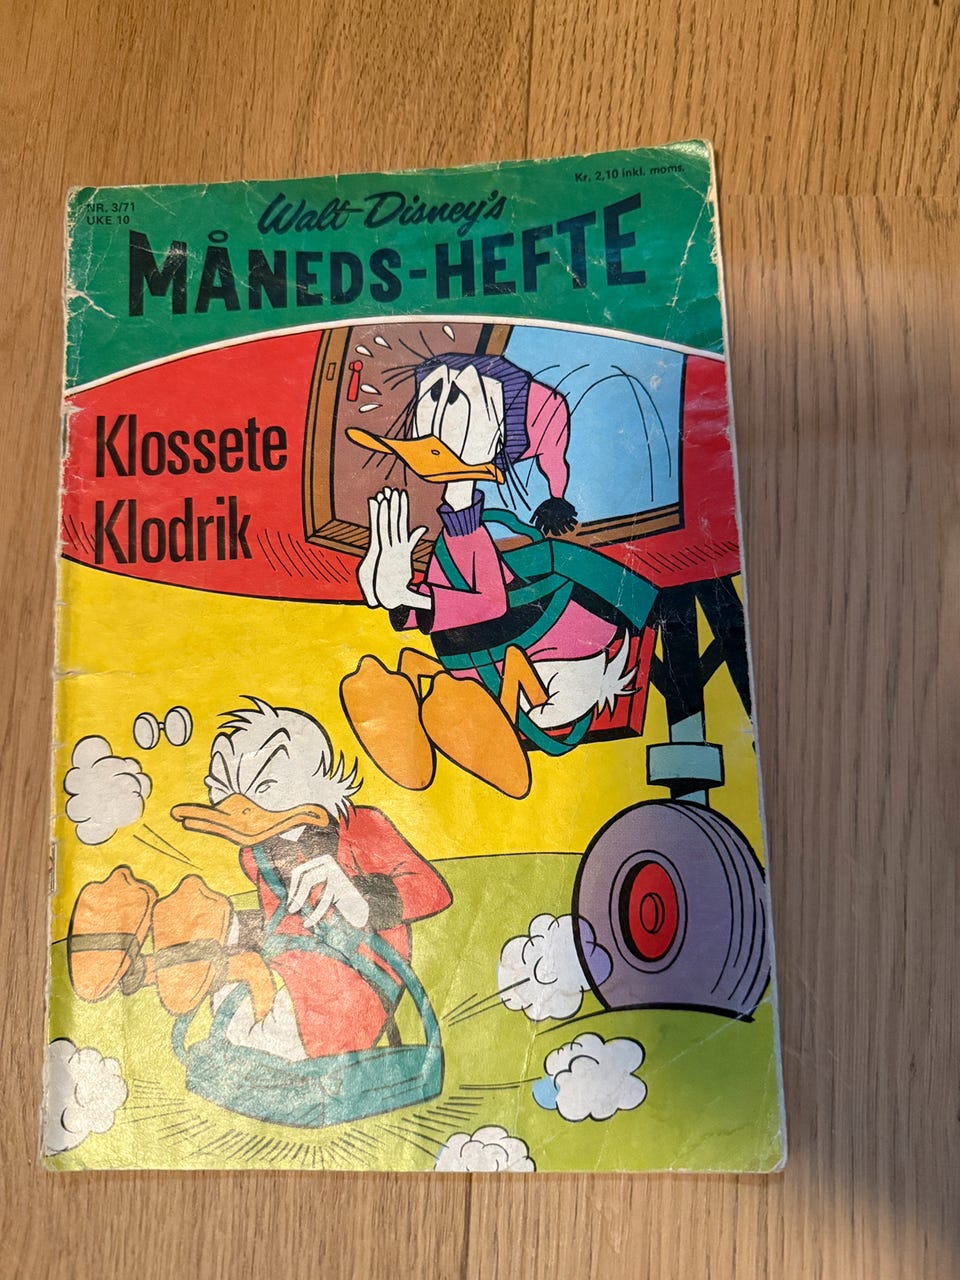 NR. 3/71
UKE 10
Kr. 2,10 inkl. moms.
Walt Disney's
MÅNEDS-HEFTE
Klossete
Klodrik